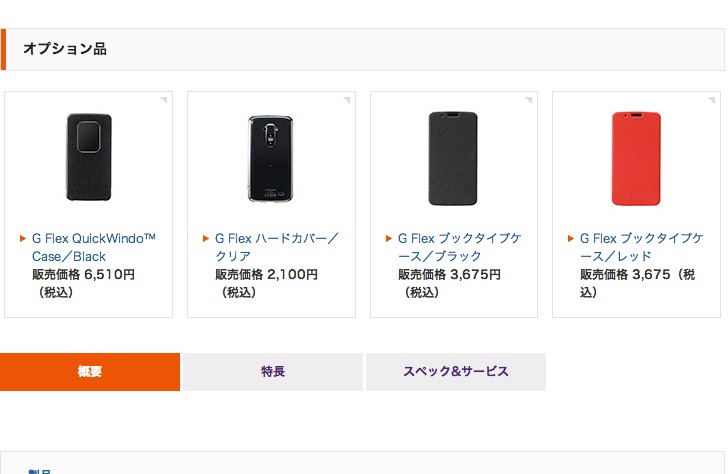 オプション品
G Flex QuickWindo™
Case／Black
販売価格 6,510円
（税込）
G Flex ハードカバー／
クリア
販売価格 2,100円
（税込）
G Flex ブックタイプケ
ース／ブラック
販売価格 3,675円
（税込）
G Flex ブックタイプケ
ース／レッド
販売価格 3,675（税
込）
概要
特長
スペック&サービス